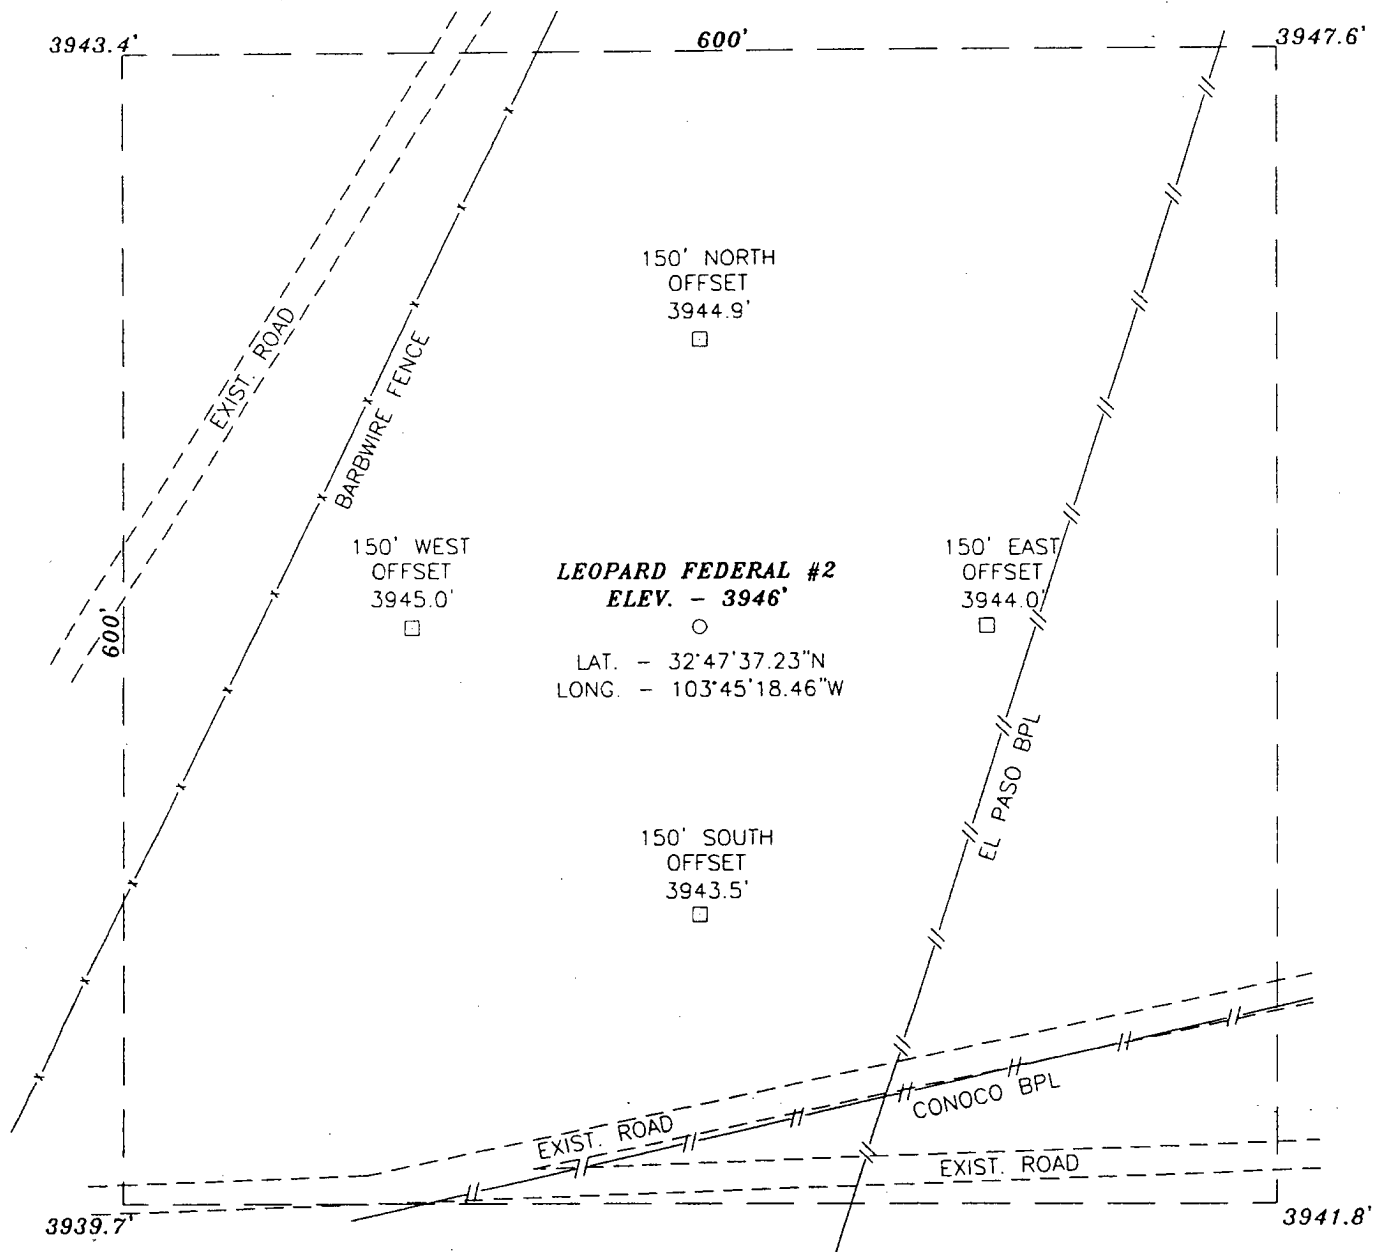 3943.4'
600'
3947.6'
150' NORTH
OFFSET
3944.9'
EXIST. ROAD
BARBWIRE FENCE
150' WEST
OFFSET
3945.0'
LEOPARD FEDERAL #2
ELEV. - 3946'
150' EAST
OFFSET
3944.0'
600'
LAT. - 32°47'37.23"N
LONG. - 103°45'18.46"W
EL PASO BPL
150' SOUTH
OFFSET
3943.5'
CONOCO BPL
EXIST. ROAD
EXIST. ROAD
3939.7'
3941.8'